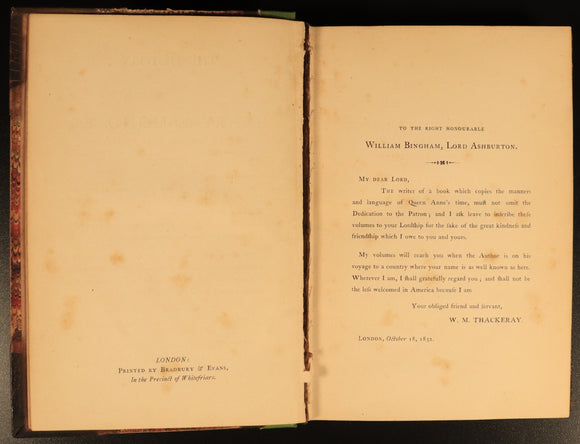 LONDON:
PRINTED BY BRADBURY & EVANS,
In the Precinct of Whitefriars.
TO THE RIGHT HONOURABLE
WILLIAM BINGHAM, LORD ASHBURTON.
MY DEAR LORD,
THE writer of a book which copies the manners
and language of Queen Anne's time, muſt not omit the
Dedication to the Patron; and I aſk leave to inſcribe theſe
volumes to your Lordſhip for the ſake of the great kindneſs and
friendſhip which I owe to you and yours.
My volumes will reach you when the Author is on his
voyage to a country where your name is as well known as here.
Wherever I am, I ſhall gratefully regard you; and ſhall not be
the leſs welcomed in America becauſe I am
Your obliged friend and ſervant,
W. M. THACKERAY.
LONDON, October 18, 1852.